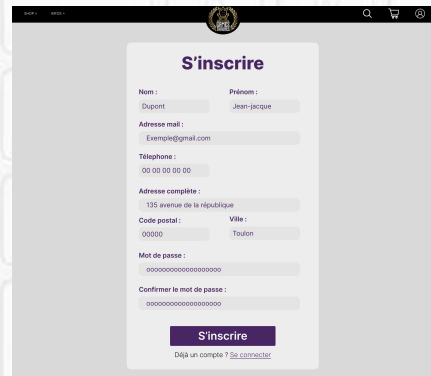 SHOP
INFOS
S'inscrire
Nom : Prénom :
Dupont Jean-jacque
Adresse mail :
Exemple@gmail.com
Télephone :
00 00 00 00 00
Adresse complète :
135 avenue de la république
Code postal : Ville :
00000 Toulon
Mot de passe :
oooooooooooooooooo
Confirmer le mot de passe :
oooooooooooooooooo
S'inscrire
Déjà un compte ? Se connecter